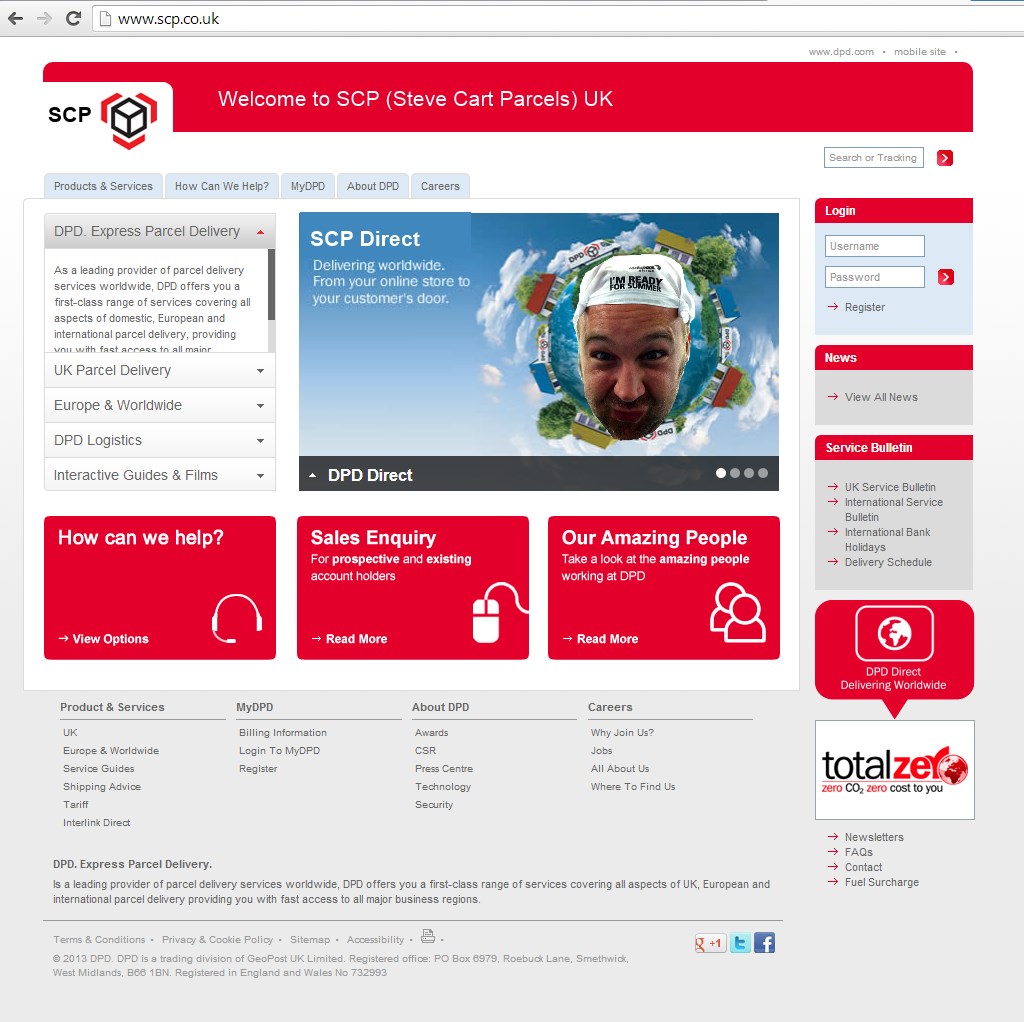 www.scp.co.uk
www.dpd.com • mobile site •
SCP
Welcome to SCP (Steve Cart Parcels) UK
Search or Tracking
Products & Services
How Can We Help?
MyDPD
About DPD
Careers
DPD. Express Parcel Delivery
As a leading provider of parcel delivery
services worldwide, DPD offers you a
first-class range of services covering all
aspects of domestic, European and
international parcel delivery, providing
you with fast access to all major
UK Parcel Delivery
Europe & Worldwide
DPD Logistics
Interactive Guides & Films
SCP Direct
Delivering worldwide.
From your online store to
your customer's door.
I'M READY
FOR SUMMER
DPD
DPD
DPD
DPD
DPD Direct
Login
Username
Password
Register
News
View All News
Service Bulletin
UK Service Bulletin
International Service
Bulletin
International Bank
Holidays
Delivery Schedule
How can we help?
View Options
Sales Enquiry
For prospective and existing
account holders
Read More
Our Amazing People
Take a look at the amazing people
working at DPD
Read More
DPD Direct
Delivering Worldwide
totalzero
zero CO2 zero cost to you
Newsletters
FAQs
Contact
Fuel Surcharge
Product & Services
UK
Europe & Worldwide
Service Guides
Shipping Advice
Tariff
Interlink Direct
MyDPD
Billing Information
Login To MyDPD
Register
About DPD
Awards
CSR
Press Centre
Technology
Security
Careers
Why Join Us?
Jobs
All About Us
Where To Find Us
DPD. Express Parcel Delivery.
Is a leading provider of parcel delivery services worldwide, DPD offers you a first-class range of services covering all aspects of UK, European and
international parcel delivery providing you with fast access to all major business regions.
Terms & Conditions • Privacy & Cookie Policy • Sitemap • Accessibility • •
g +1
t
f
© 2013 DPD. DPD is a trading division of GeoPost UK Limited. Registered office: PO Box 6979, Roebuck Lane, Smethwick,
West Midlands, B66 1BN. Registered in England and Wales No 732993